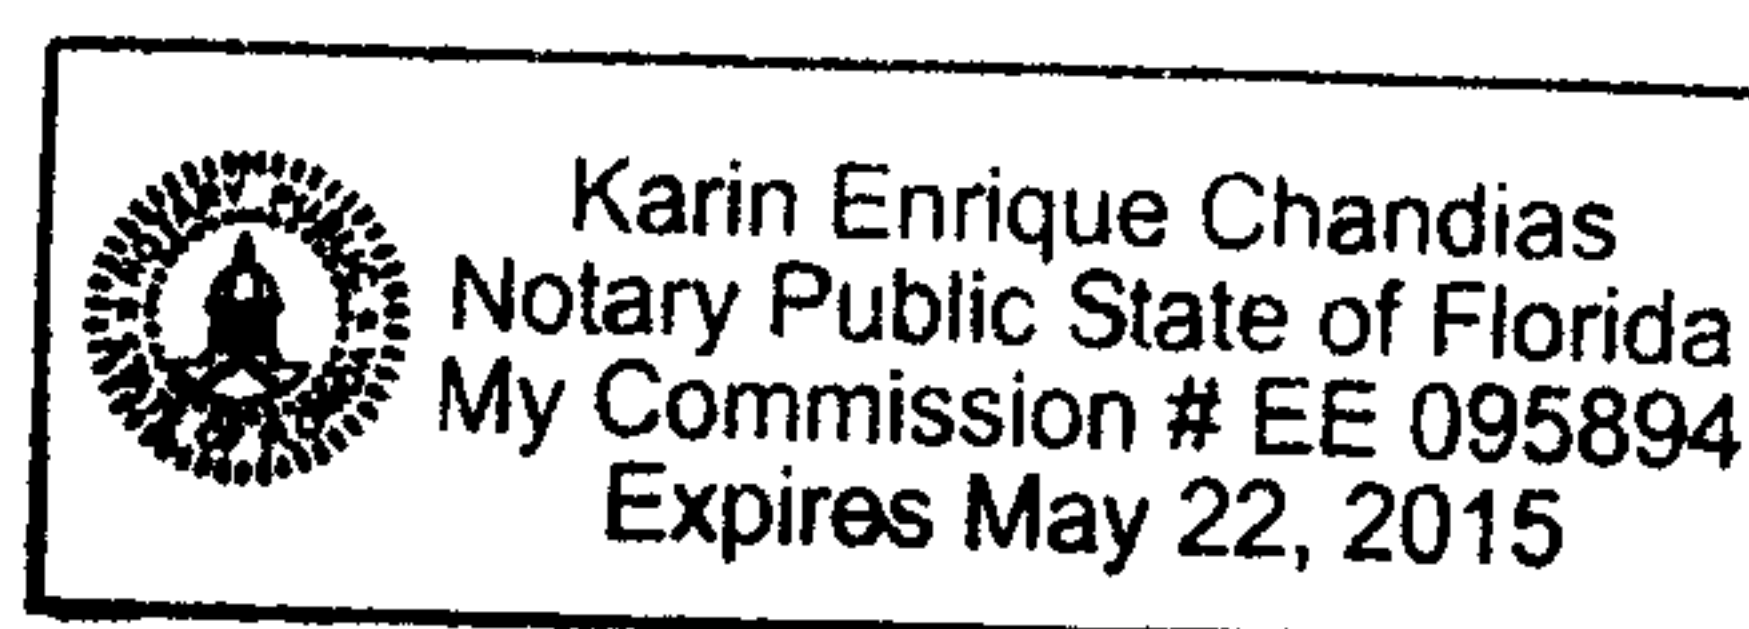 Karin Enrique Chandias
Notary Public State of Florida
My Commission # EE 095894
Expires May 22, 2015